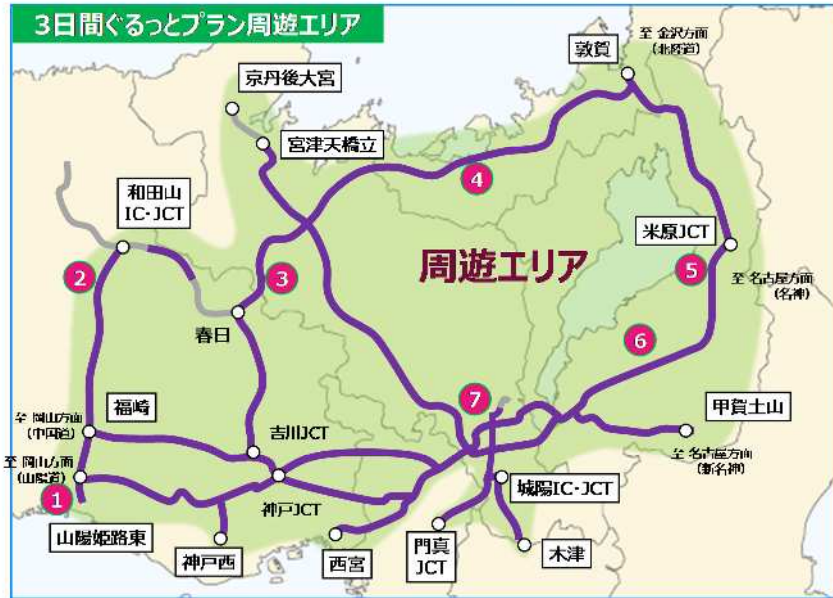 3日間ぐるっとプラン周遊エリア
至 金沢方面
(北陸道)
敦賀
京丹後大宮
宮津天橋立
4
和田山
IC・JCT
米原JCT
2
3
周遊エリア
5
至 名古屋方面
(名神)
春日
6
7
福崎
甲賀土山
至 岡山方面
(中国道)
吉川JCT
至 名古屋方面
(新名神)
至 岡山方面
(山陽道)
1
神戸JCT
城陽IC・JCT
山陽姫路東
神戸西
西宮
門真
JCT
木津